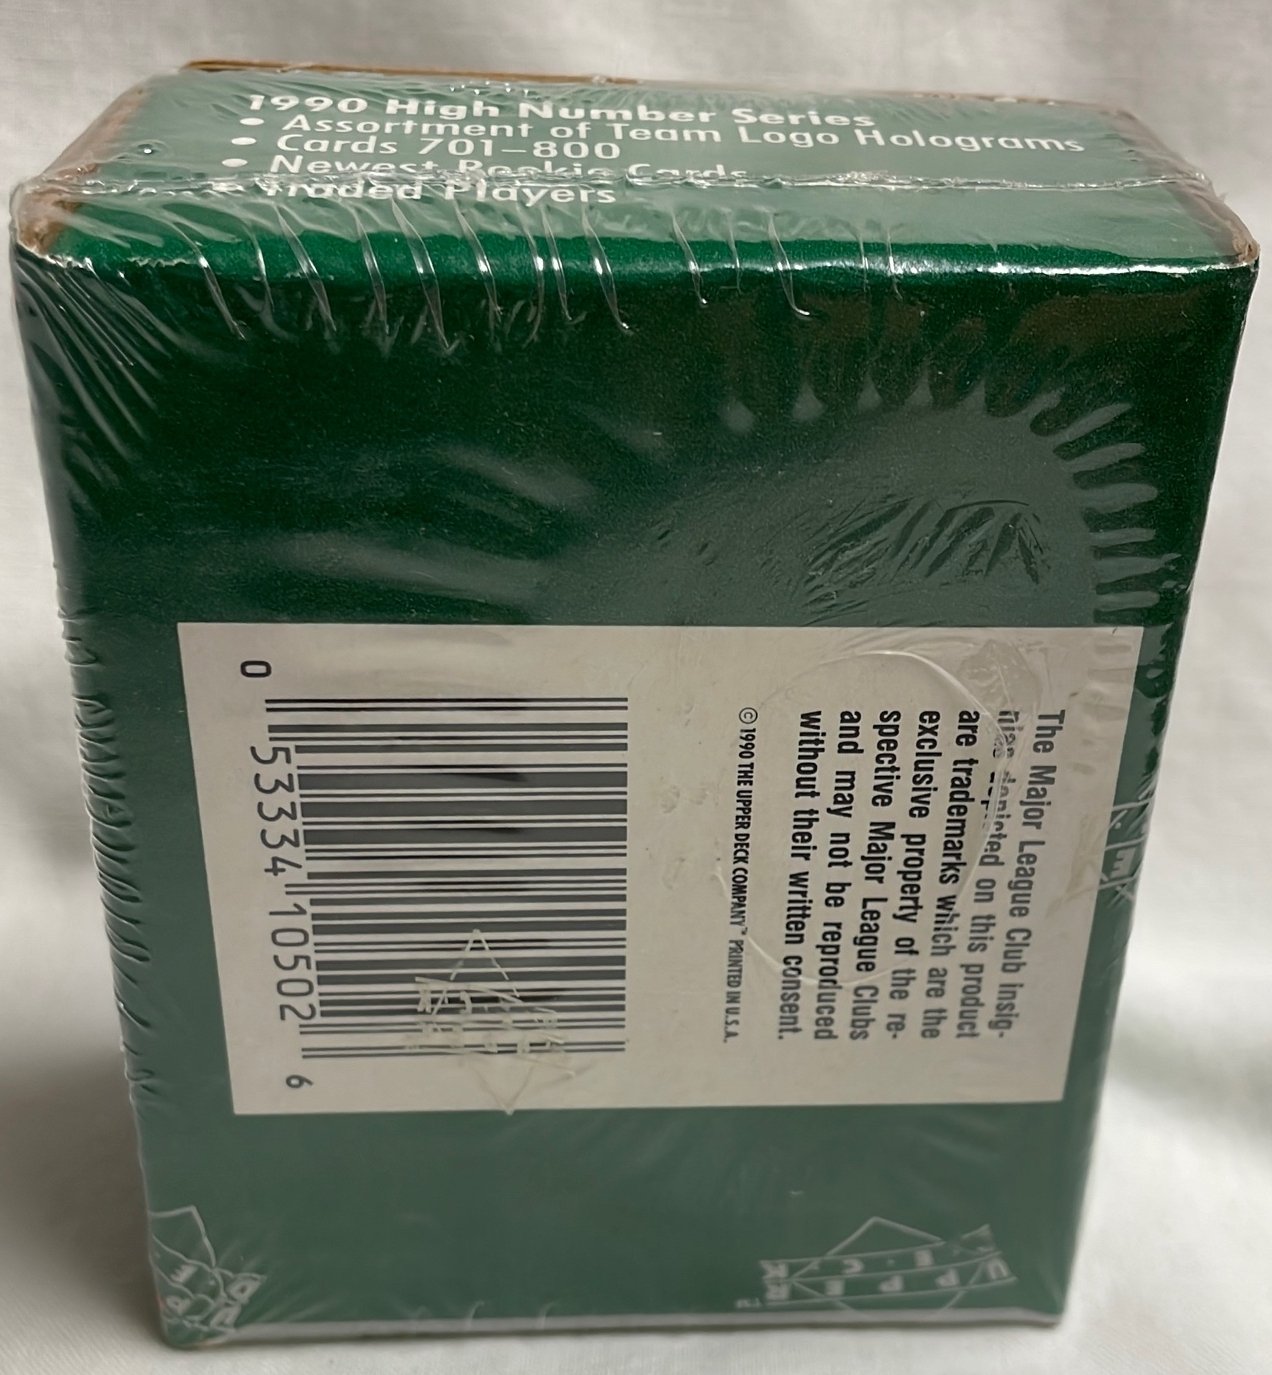 1990 High Number Series
• Assortment of Team Logo Holograms
• Cards 701–800
• Newest Rookie Cards
• Traded Players
The Major League Club insig-
nias depicted on this product
are trademarks which are the
exclusive property of the re-
spective Major League Clubs
and may not be reproduced
without their written consent.
© 1990 THE UPPER DECK COMPANY™ PRINTED IN U.S.A.
0 53334 10502 6
UPPER